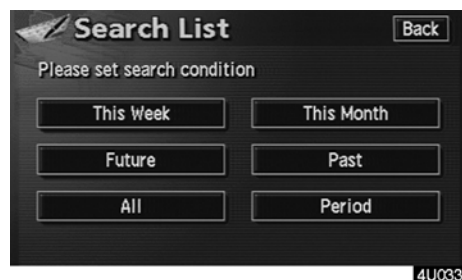 Search List Back
Please set search condition
This Week This Month
Future Past
All Period
4U033